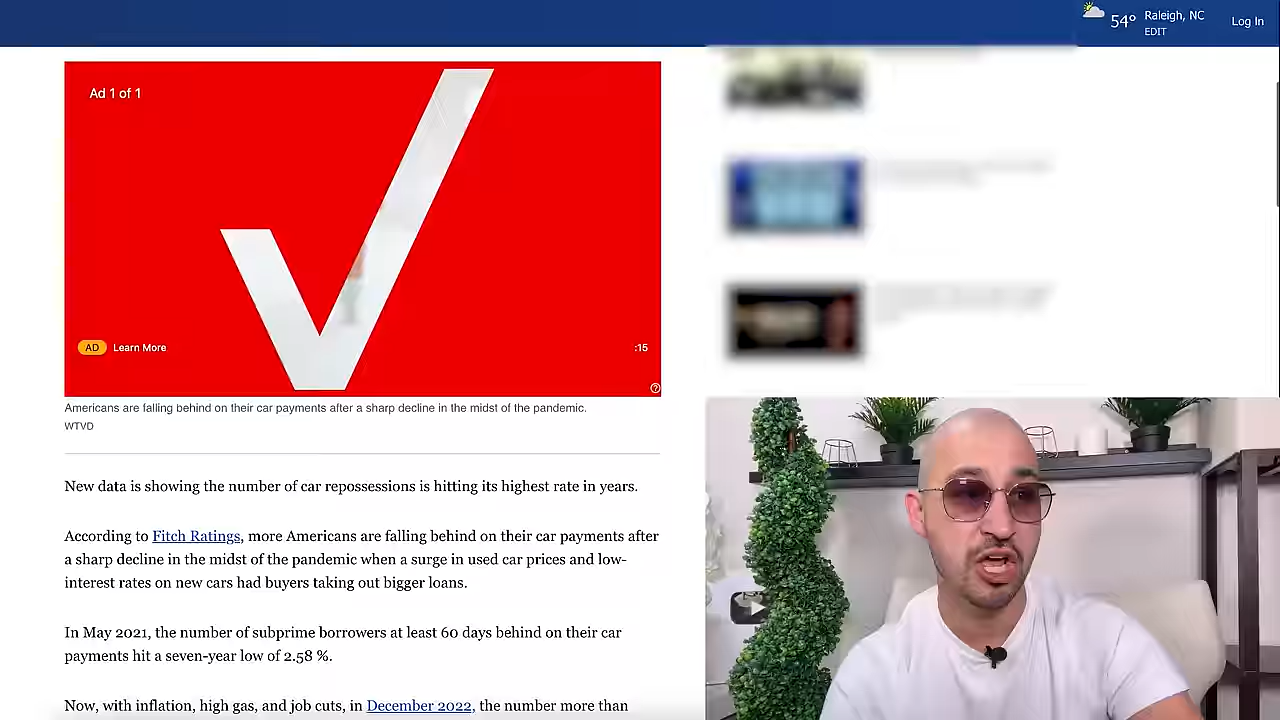 54° Raleigh, NC
EDIT
Log In
Ad 1 of 1
AD Learn More :15
Americans are falling behind on their car payments after a sharp decline in the midst of the pandemic.
WTVD
New data is showing the number of car repossessions is hitting its highest rate in years.
According to Fitch Ratings, more Americans are falling behind on their car payments after
a sharp decline in the midst of the pandemic when a surge in used car prices and low-
interest rates on new cars had buyers taking out bigger loans.
In May 2021, the number of subprime borrowers at least 60 days behind on their car
payments hit a seven-year low of 2.58 %.
Now, with inflation, high gas, and job cuts, in December 2022, the number more than